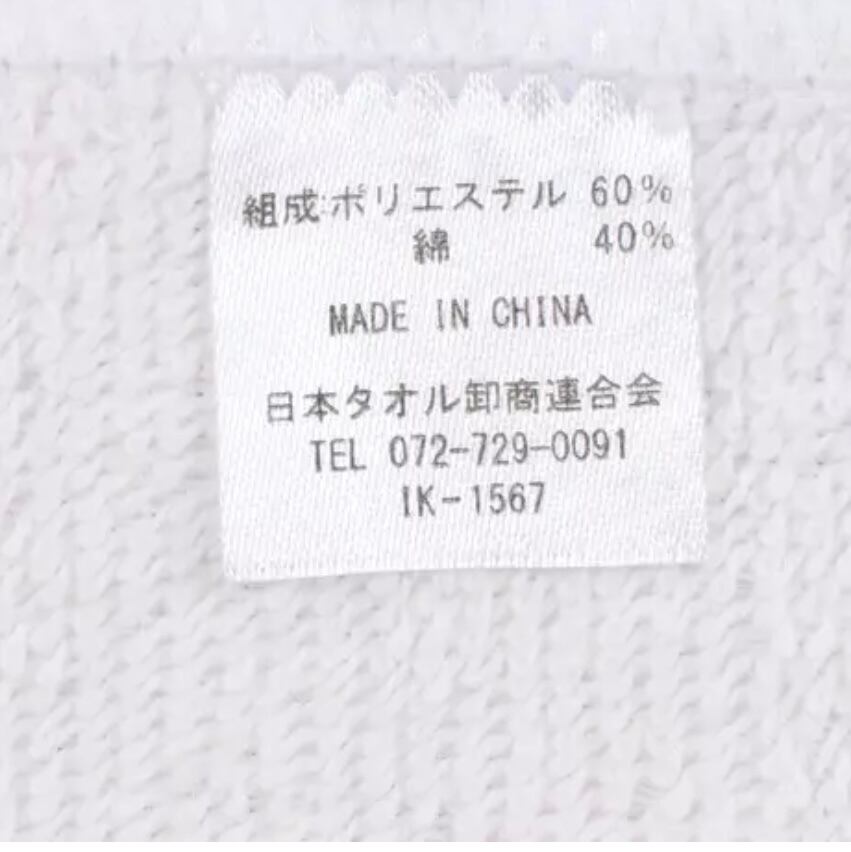 組成:ポリエステル 60%
綿 40%
MADE IN CHINA
日本タオル卸商連合会
TEL 072-729-0091
IK-1567